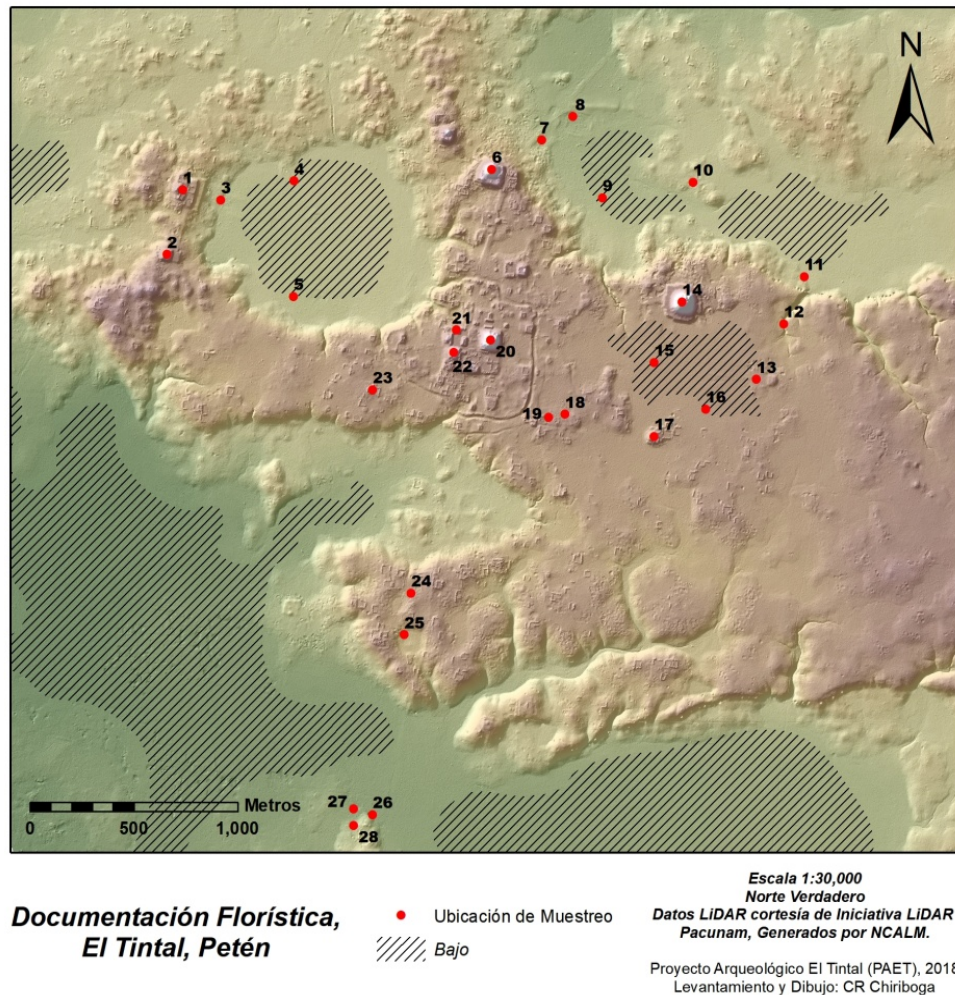 N
8
7
6
10
4
1
3
9
2
11
5
14
12
21
20
22
15
13
23
16
18
19
17
24
25
27
26
28
Metros
0
500
1,000
Documentación Florística,
El Tintal, Petén
Ubicación de Muestreo
Bajo
Escala 1:30,000
Norte Verdadero
Datos LiDAR cortesía de Iniciativa LiDAR
Pacunam, Generados por NCALM.
Proyecto Arqueológico El Tintal (PAET), 2018
Levantamiento y Dibujo: CR Chiriboga